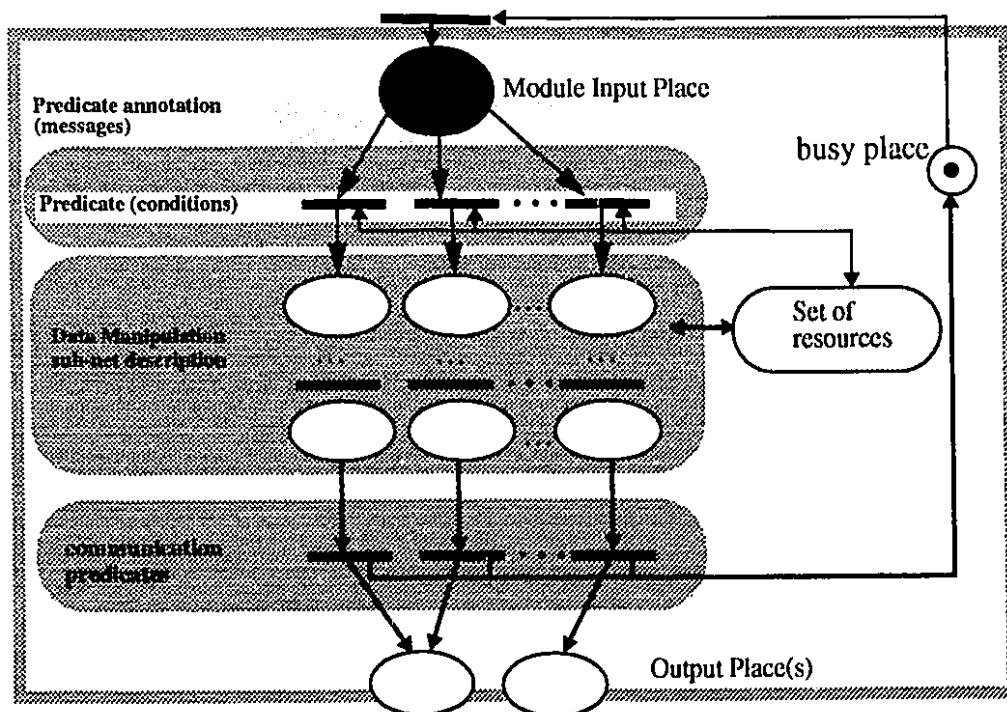 Module Input Place
Predicate annotation
(messages)
busy place
Predicate (conditions)
Set of
resources
Data Manipulation
sub-net description
communication
predicates
Output Place(s)